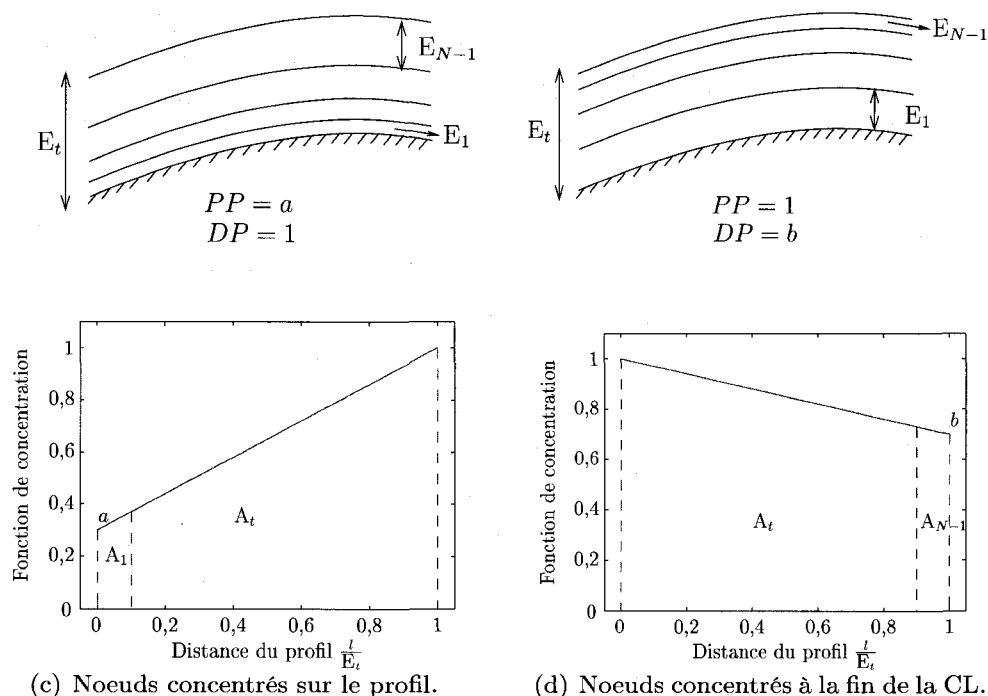 E_t
E_{N-1}
E_1
PP = a
DP = 1
E_t
E_{N-1}
E_1
PP = 1
DP = b
Fonction de concentration
1
0,8
0,6
0,4
0,2
0
a
A_1
A_t
0 0,2 0,4 0,6 0,8 1
Distance du profil l/E_t
(c) Noeuds concentrés sur le profil.
Fonction de concentration
1
0,8
0,6
0,4
0,2
0
b
A_t
A_{N-1}
0 0,2 0,4 0,6 0,8 1
Distance du profil l/E_t
(d) Noeuds concentrés à la fin de la CL.